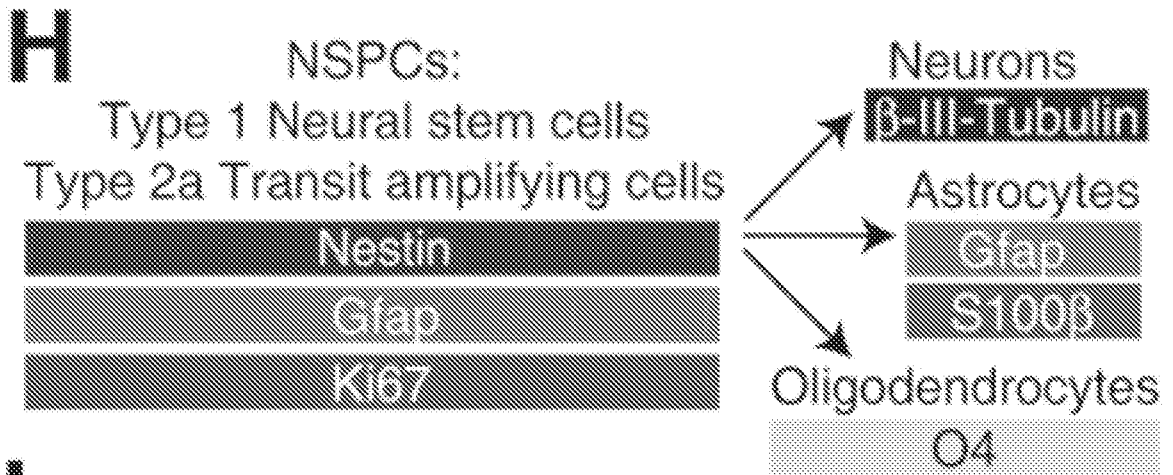 H
NSPCs:
Type 1 Neural stem cells
Type 2a Transit amplifying cells
Nestin
Gfap
Ki67
Neurons
β-III-Tubulin
Astrocytes
Gfap
S100β
Oligodendrocytes
O4